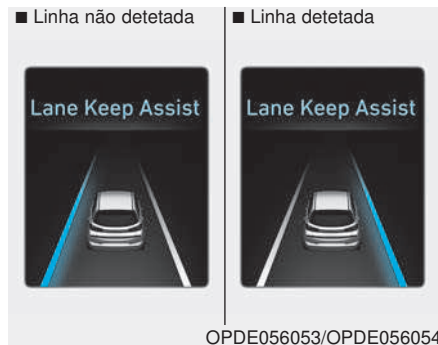 ■ Linha não detetada
■ Linha detetada
Lane Keep Assist
Lane Keep Assist
OPDE056053/OPDE056054